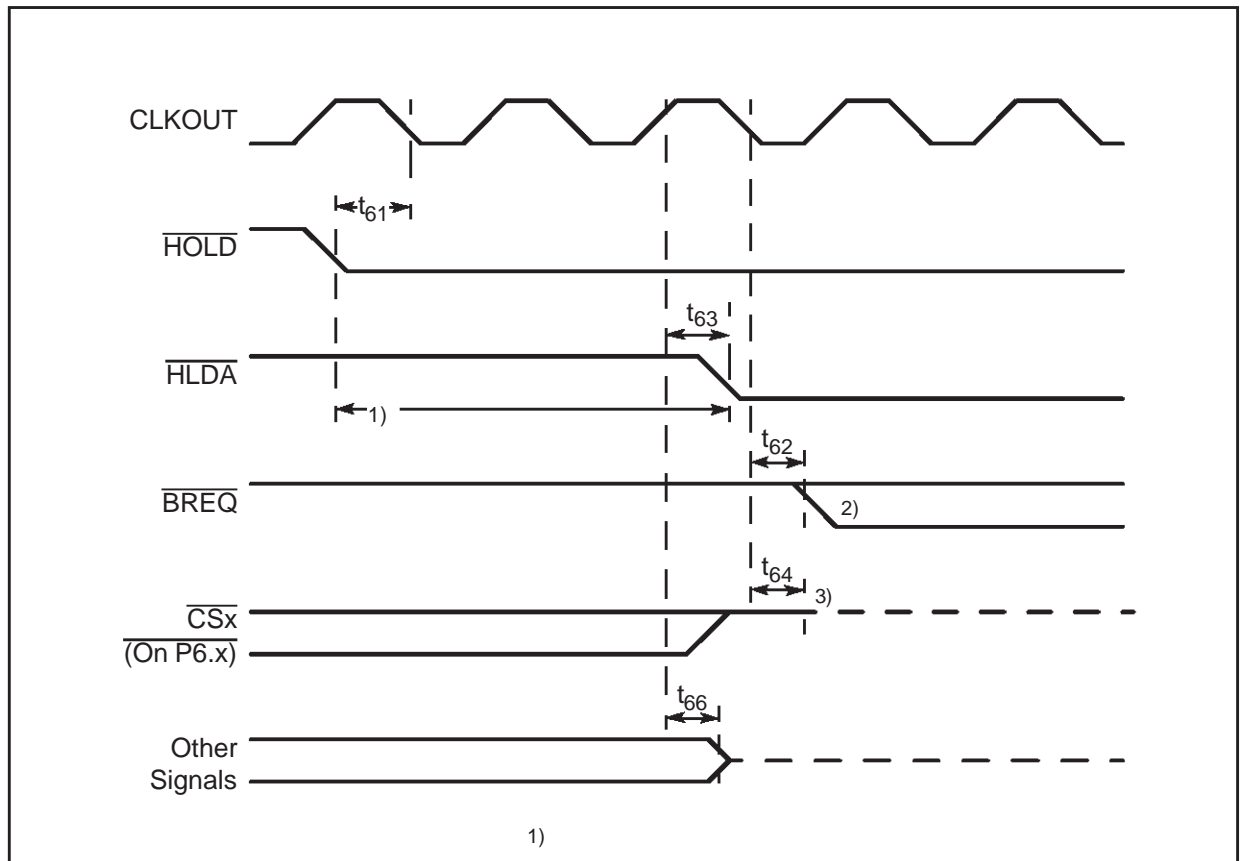 CLKOUT
t61
HOLD
t63
HLDA
1)
t62
BREQ
2)
t64
3)
CSx
(On P6.x)
t66
Other
Signals
1)